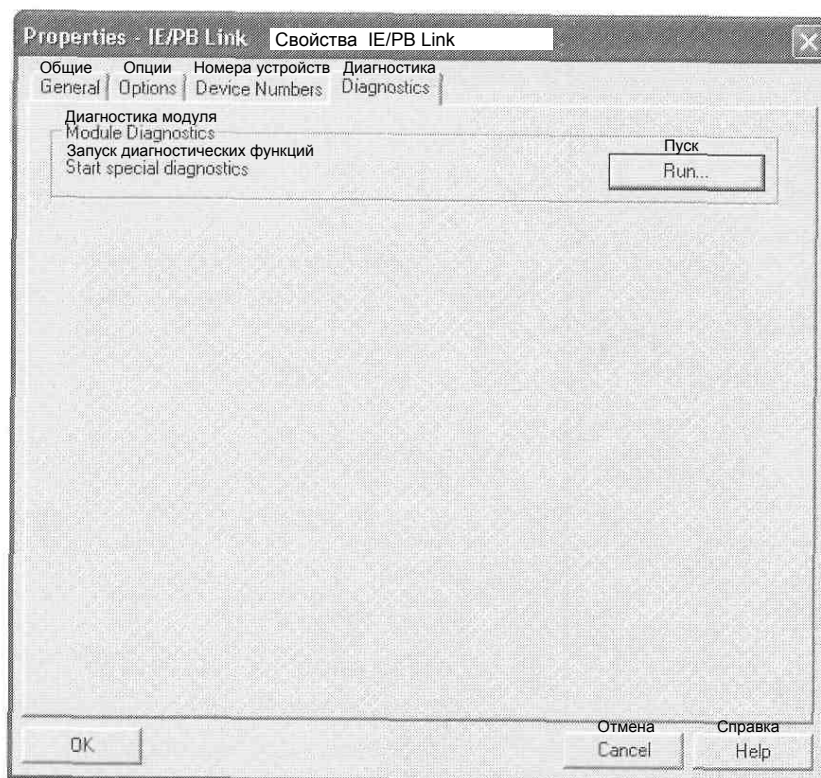 Properties - IE/PB Link Свойства IE/PB Link
Общие Опции Номера устройств Диагностика
General Options Device Numbers Diagnostics
Диагностика модуля
Module Diagnostics
Запуск диагностических функций Пуск
Start special diagnostics Run...
Отмена Справка
OK Cancel Help